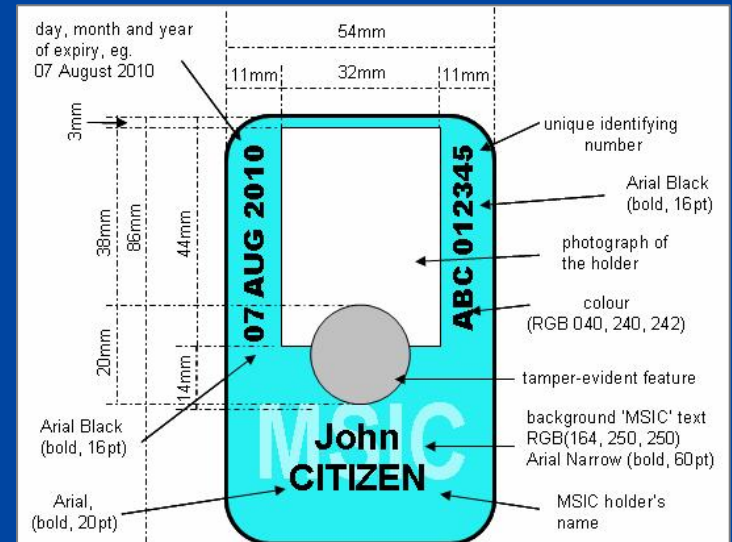 day, month and year
of expiry, eg.
07 August 2010
54mm
11mm
32mm
11mm
3mm
38mm
86mm
44mm
20mm
14mm
07 AUG 2010
ABC 012345
unique identifying
number
Arial Black
(bold, 16pt)
photograph of
the holder
colour
(RGB 040, 240, 242)
tamper-evident feature
background 'MSIC' text
RGB(164, 250, 250)
Arial Narrow (bold, 60pt)
MSIC holder's
name
Arial Black
(bold, 16pt)
Arial,
(bold, 20pt)
MSIC
John
CITIZEN